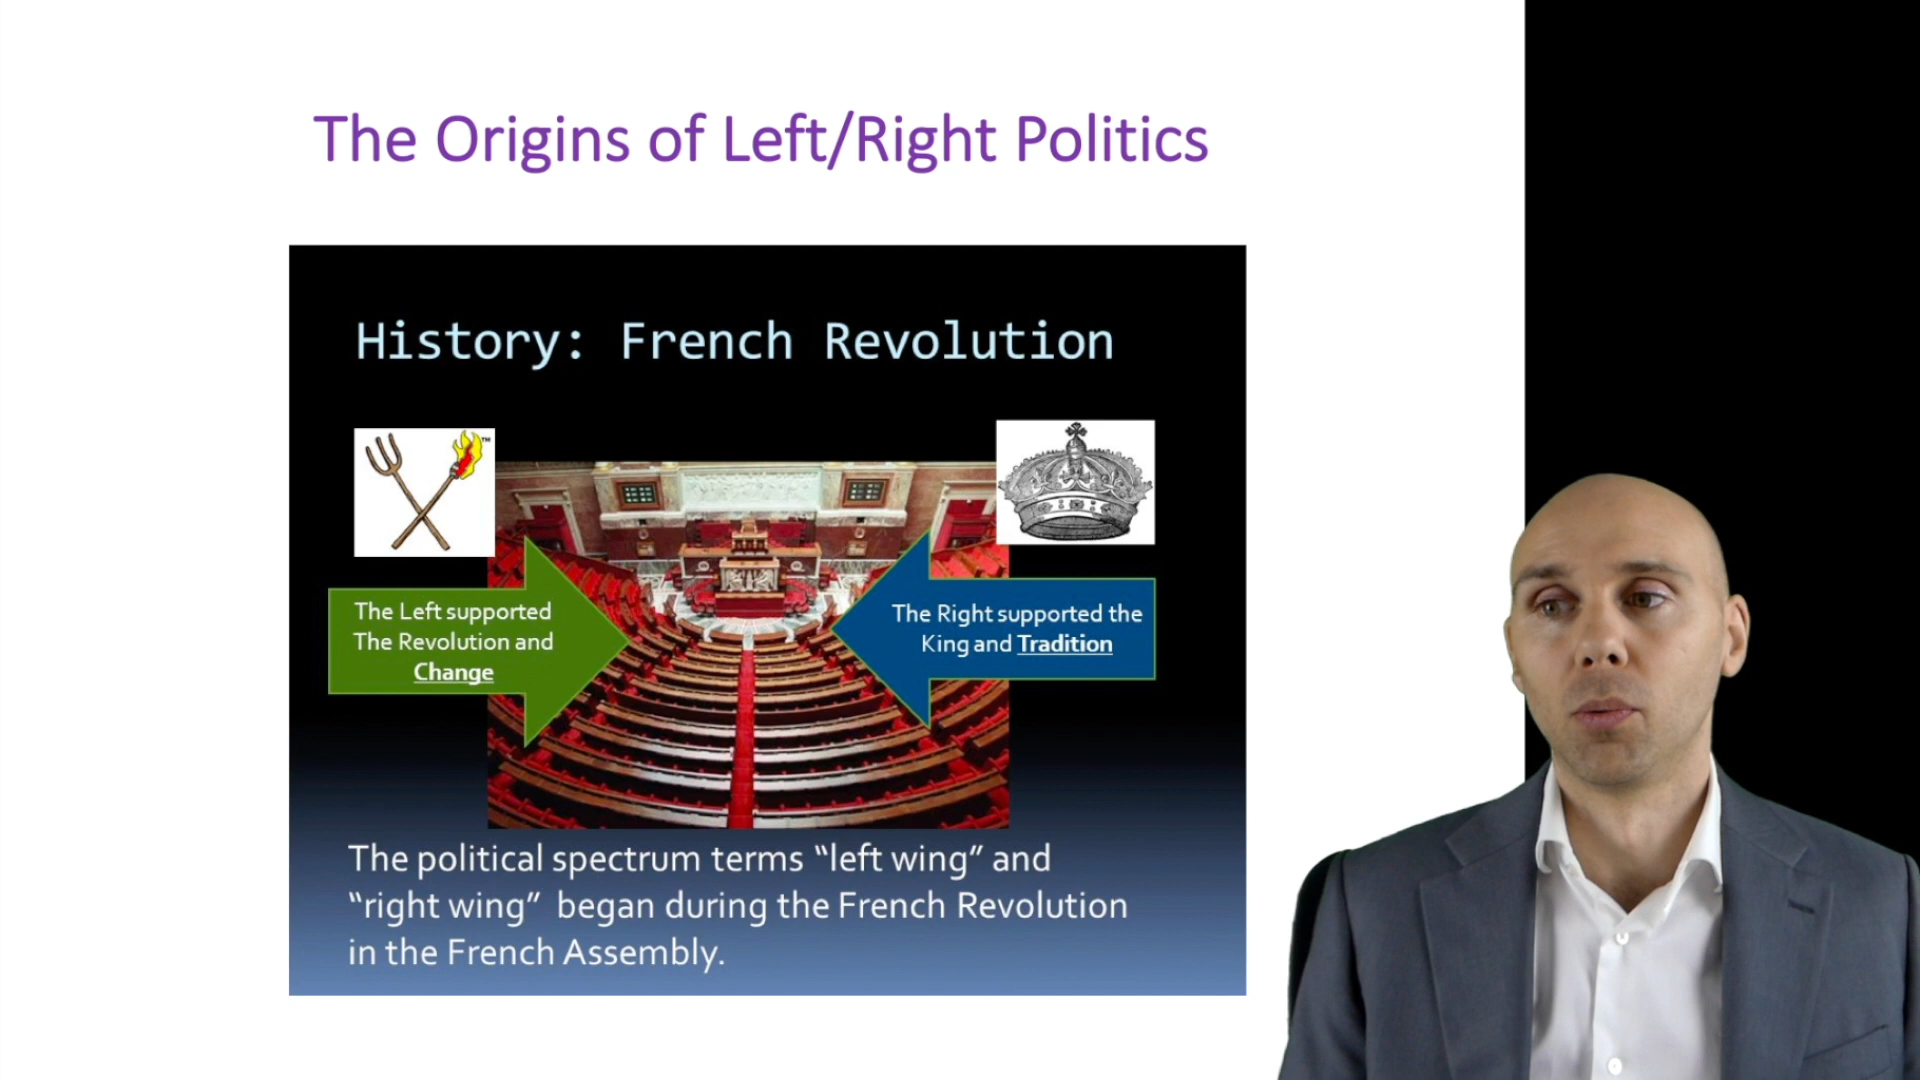 The Origins of Left/Right Politics
History: French Revolution
TM
The Left supported
The Revolution and
Change
The Right supported the
King and Tradition
The political spectrum terms “left wing” and
“right wing” began during the French Revolution
in the French Assembly.